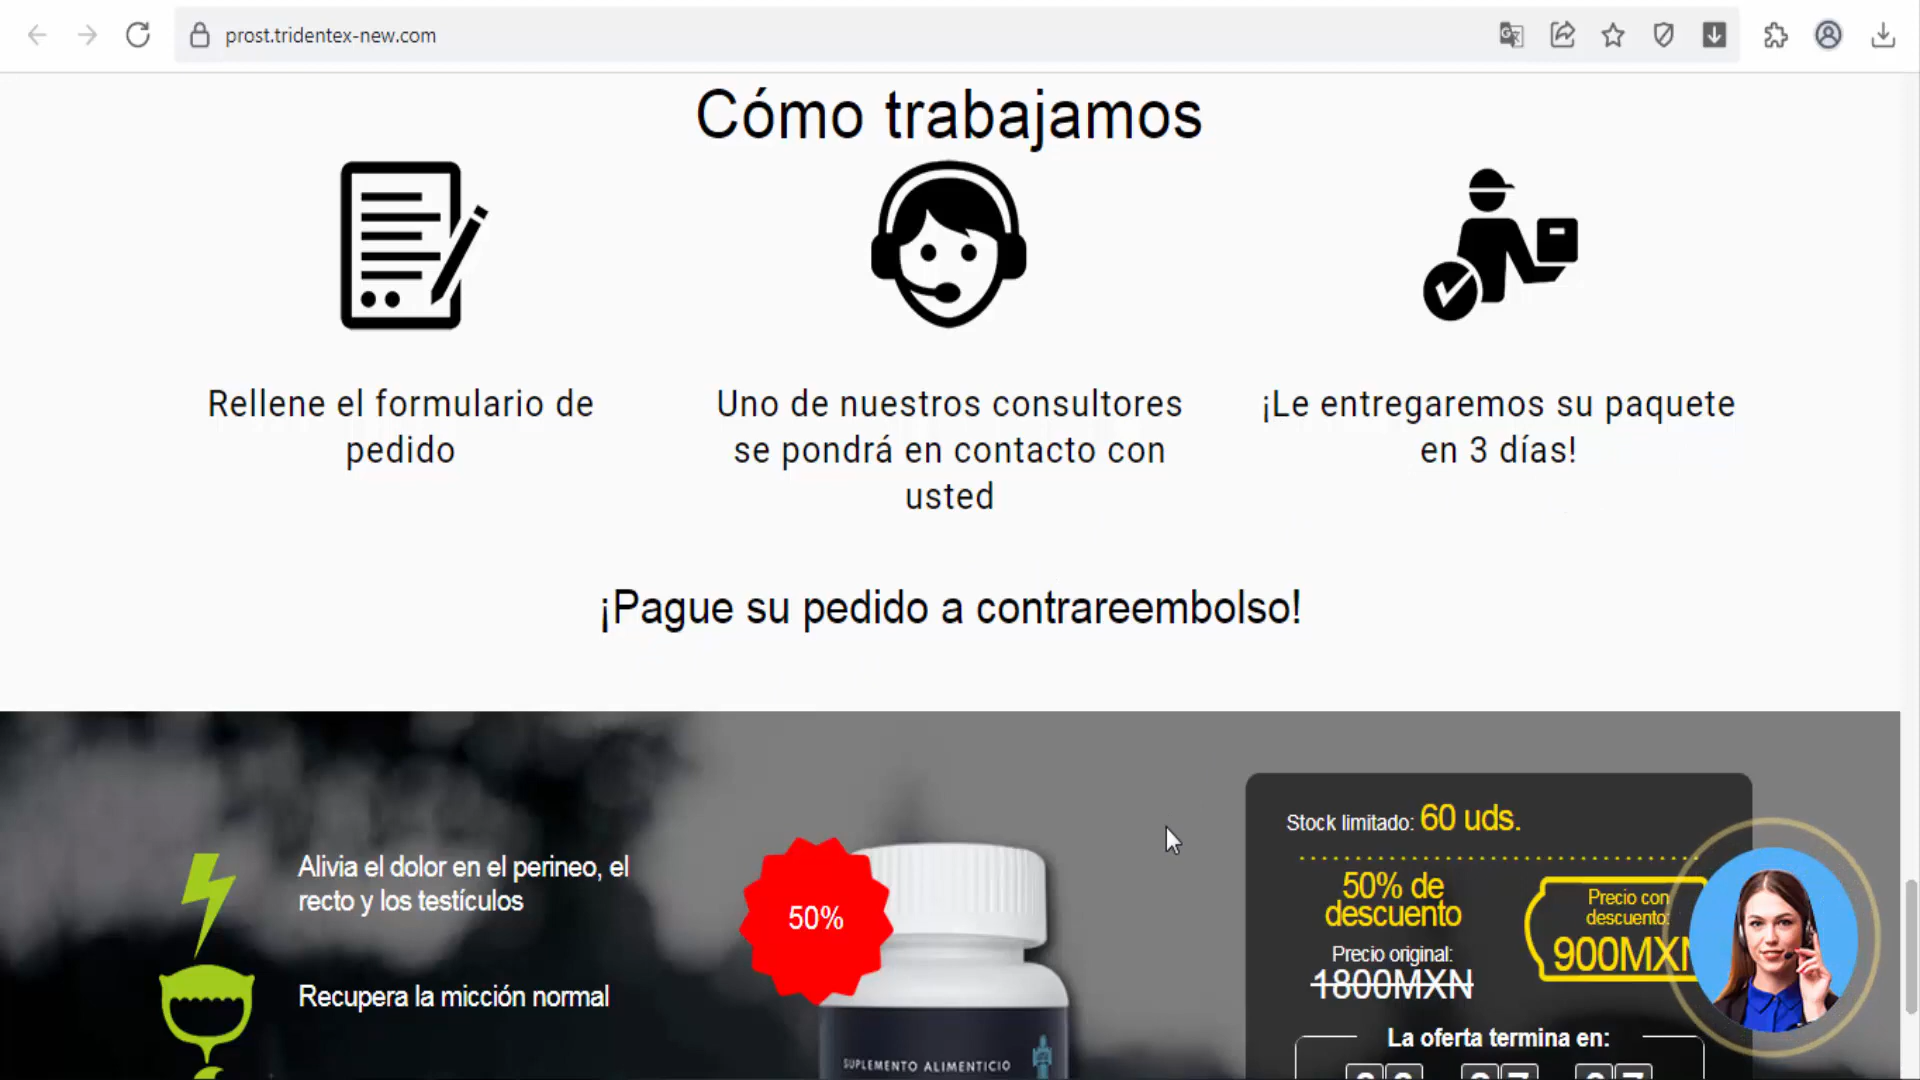 prost.tridentex-new.com
Cómo trabajamos
Rellene el formulario de
pedido
Uno de nuestros consultores
se pondrá en contacto con
usted
¡Le entregaremos su paquete
en 3 días!
¡Pague su pedido a contrareembolso!
Alivia el dolor en el perineo, el
recto y los testículos
Recupera la micción normal
50%
SUPLEMENTO ALIMENTICIO
Stock limitado: 60 uds.
50% de
descuento
Precio original:
1800MXN
Precio con
descuento:
900MXN
La oferta termina en: